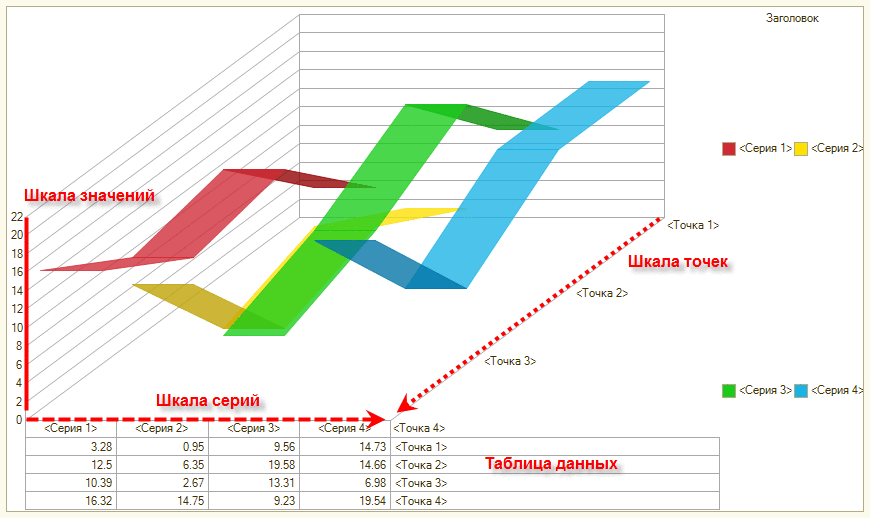 Заголовок
<Серия 1> <Серия 2>
Шкала значений
22
20
18
16
14
12
10
8
6
4
2
0
<Точка 1>
Шкала точек
<Точка 2>
<Точка 3>
<Серия 3> <Серия 4>
Шкала серий
<Серия 1> <Серия 2> <Серия 3> <Серия 4> <Точка 4>
3.28 0.95 9.56 14.73 <Точка 1>
12.5 6.35 19.58 14.66 <Точка 2>
Таблица данных
10.39 2.67 13.31 6.98 <Точка 3>
16.32 14.75 9.23 19.54 <Точка 4>